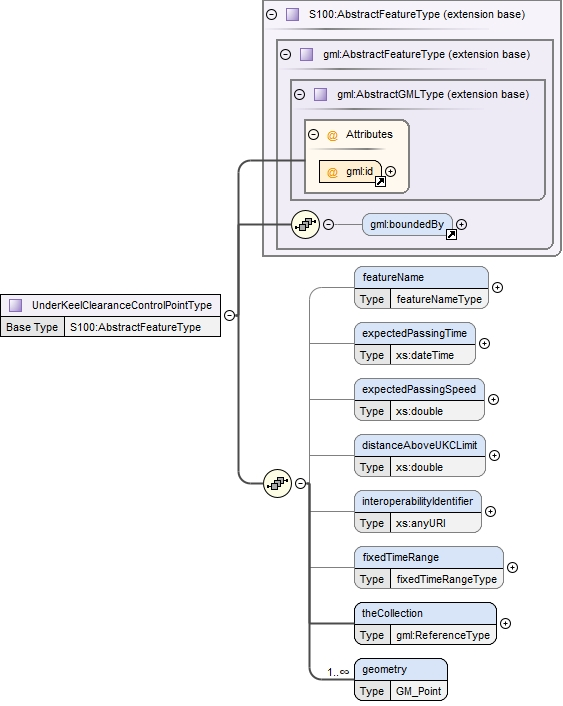 S100:AbstractFeatureType (extension base)
gml:AbstractFeatureType (extension base)
gml:AbstractGMLType (extension base)
@ Attributes
@ gml:id
gml:boundedBy
UnderKeelClearanceControlPointType
Base Type S100:AbstractFeatureType
featureName
Type featureNameType
expectedPassingTime
Type xs:dateTime
expectedPassingSpeed
Type xs:double
distanceAboveUKCLimit
Type xs:double
interoperabilityIdentifier
Type xs:anyURI
fixedTimeRange
Type fixedTimeRangeType
theCollection
Type gml:ReferenceType
1..∞
geometry
Type GM_Point